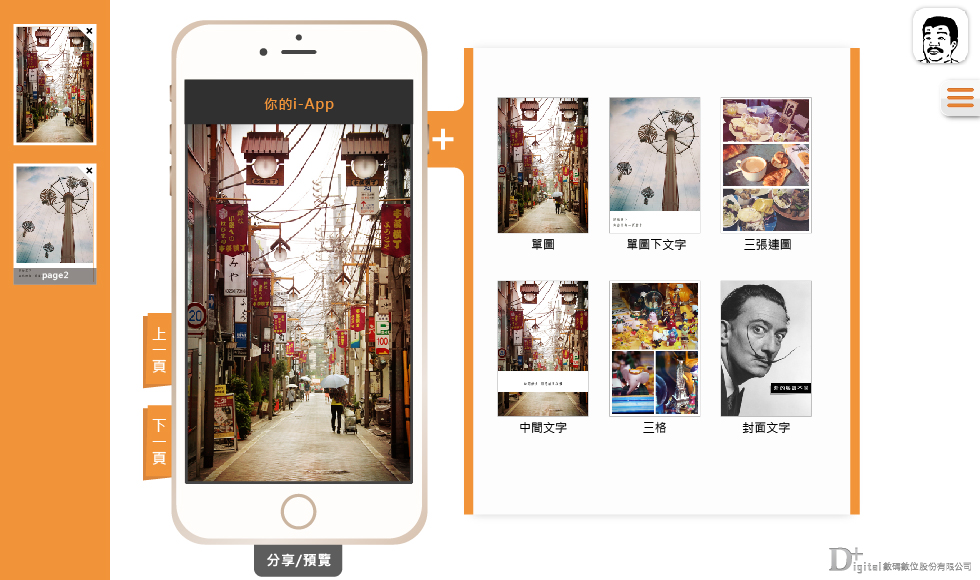 page2
上一頁
下一頁
你的i-App
20
P
100
分享/預覽
單圖
單圖下文字
三張連圖
中間文字
三格
封面文字
Digital 數碼數位股份有限公司